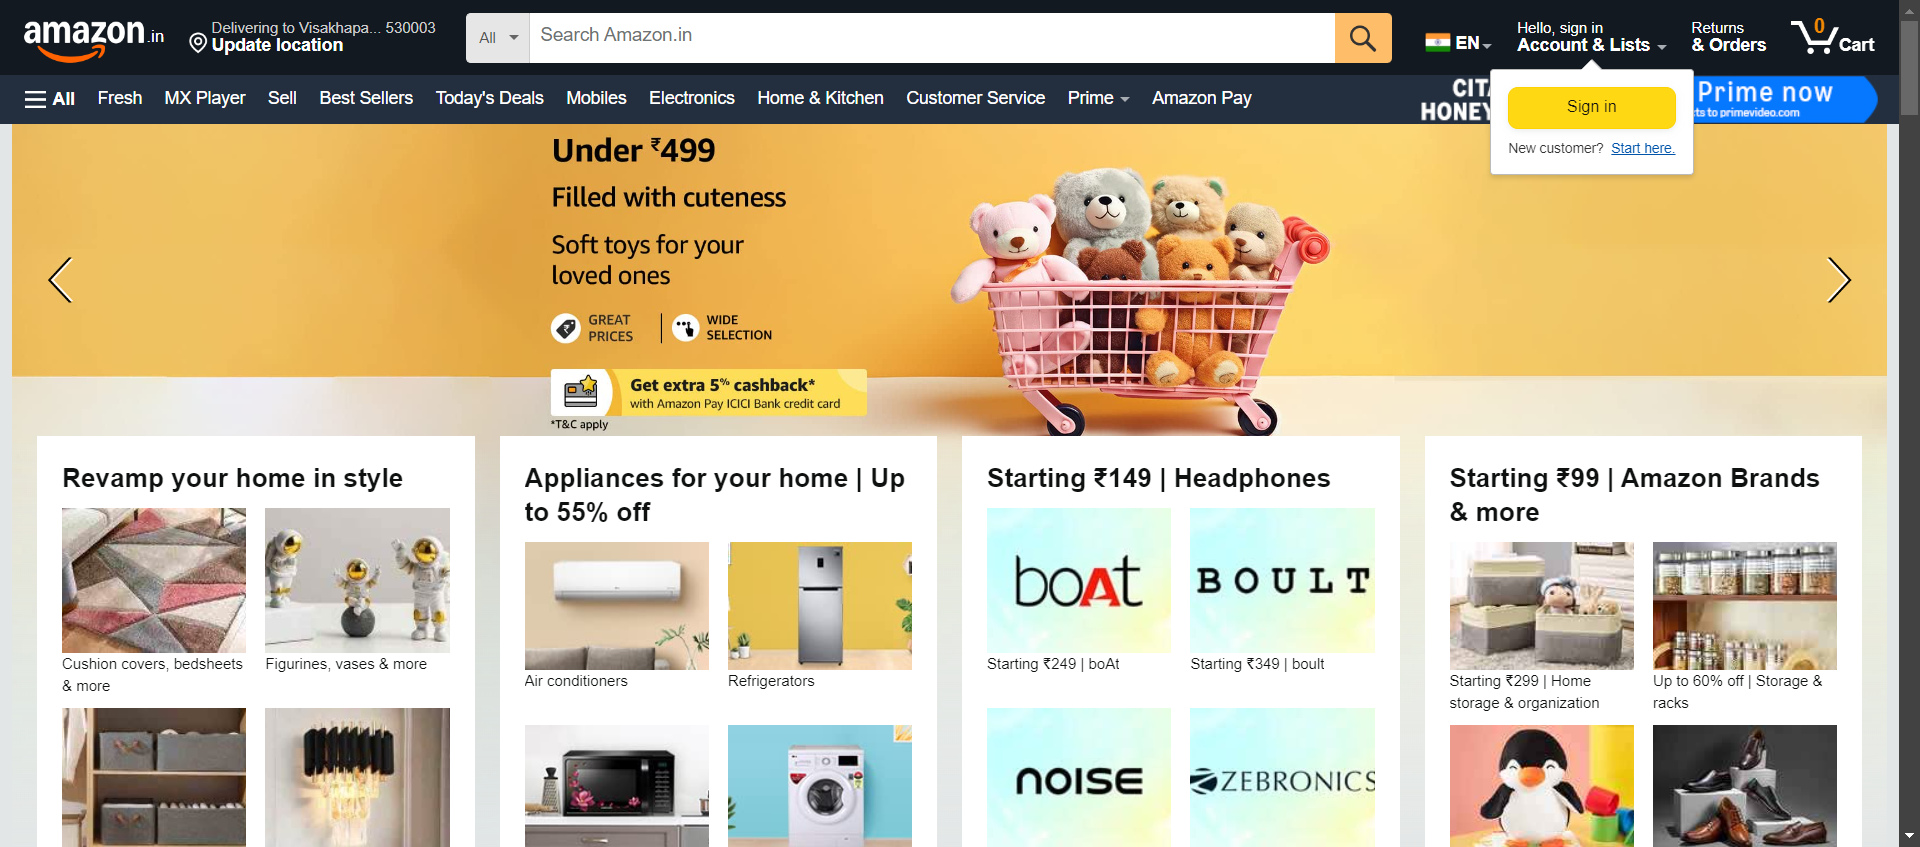 amazon.in
Delivering to Visakhapa... 530003
Update location
All
Search Amazon.in
EN
Hello, sign in
Account & Lists
Returns
& Orders
0
Cart
All
Fresh
MX Player
Sell
Best Sellers
Today's Deals
Mobiles
Electronics
Home & Kitchen
Customer Service
Prime
Amazon Pay
HONEY
Prime now
to primevideo.com
Sign in
New customer? Start here.
Under ₹499
Filled with cuteness
Soft toys for your
loved ones
GREAT
PRICES
WIDE
SELECTION
Get extra 5% cashback*
with Amazon Pay ICICI Bank credit card
*T&C apply
Revamp your home in style
Cushion covers, bedsheets
& more
Figurines, vases & more
Appliances for your home | Up
to 55% off
Air conditioners
Refrigerators
Starting ₹149 | Headphones
boAt
BOULT
Starting ₹249 | boAt
Starting ₹349 | boult
noise
ZEBRONICS
Starting ₹99 | Amazon Brands
& more
Starting ₹299 | Home
storage & organization
Up to 60% off | Storage &
racks